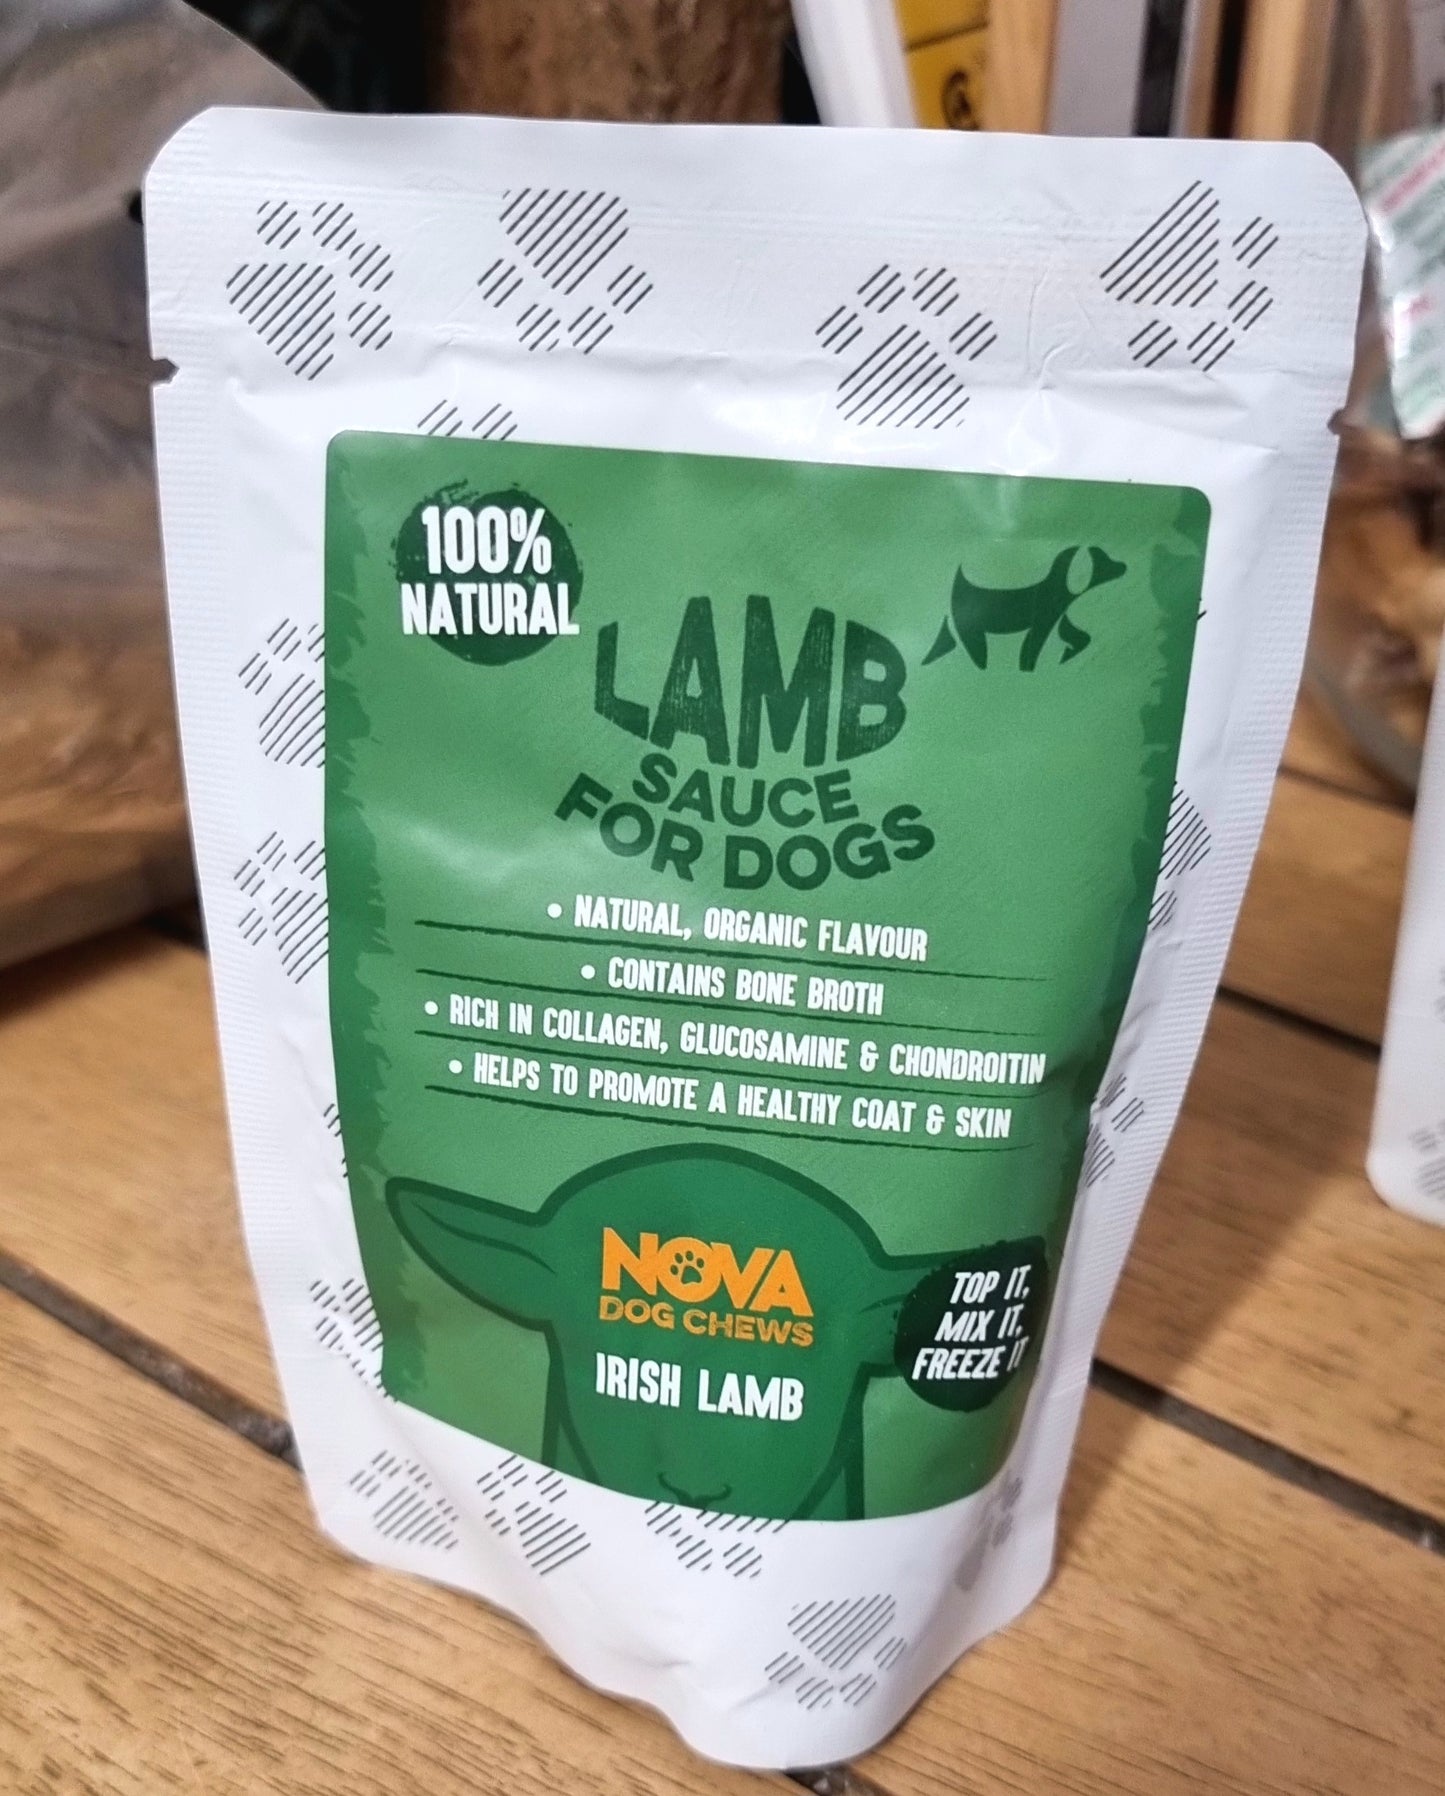 100%
NATURAL
LAMB
SAUCE
FOR DOGS
• NATURAL, ORGANIC FLAVOUR
• CONTAINS BONE BROTH
• RICH IN COLLAGEN, GLUCOSAMINE & CHONDROITIN
• HELPS TO PROMOTE A HEALTHY COAT & SKIN
NOVA
DOG CHEWS
IRISH LAMB
TOP IT,
MIX IT,
FREEZE IT